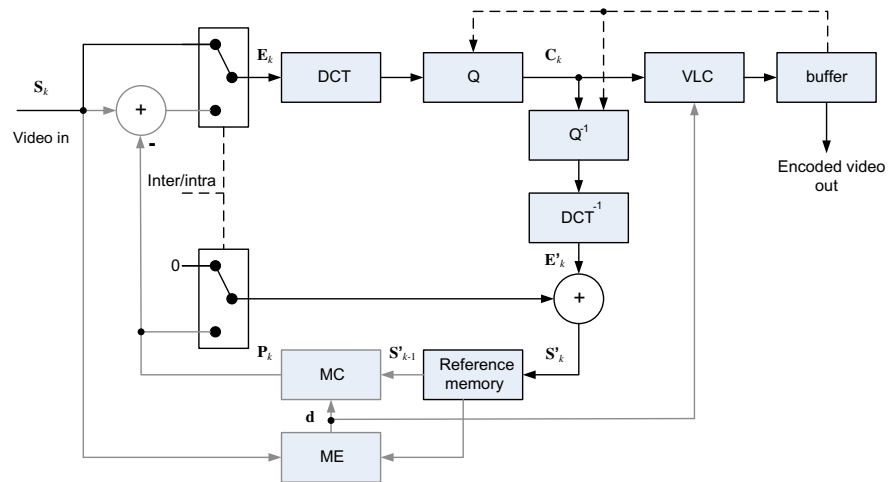 E_k
DCT
Q
C_k
VLC
buffer
S_k
+
-
Video in
Q^-1
Encoded video
out
Inter/intra
DCT^-1
E'_k
0
+
P_k
S'_k-1
S'_k
MC
Reference
memory
d
ME